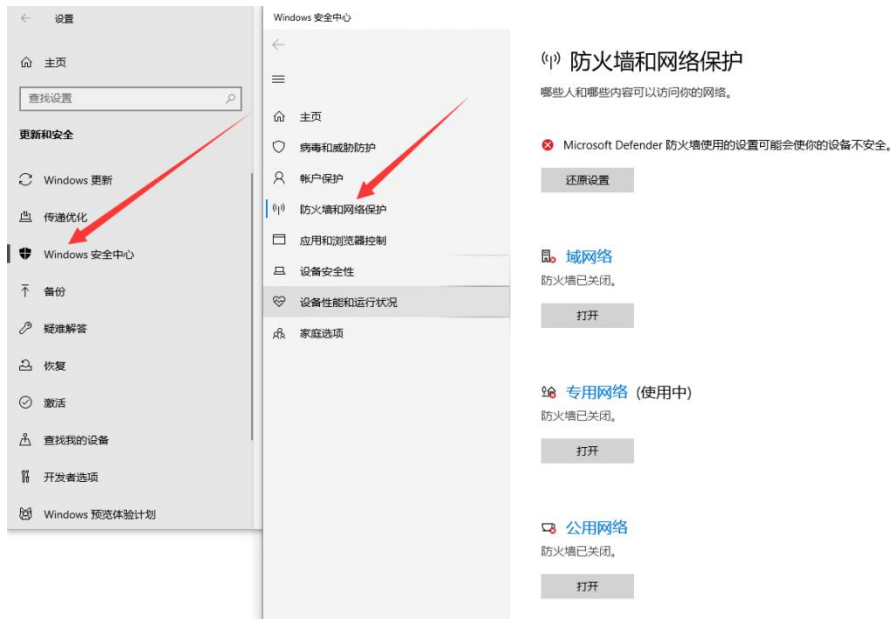 设置
主页
查找设置
更新和安全
Windows 更新
传递优化
Windows 安全中心
备份
疑难解答
恢复
激活
查找我的设备
开发者选项
Windows 预览体验计划
Windows 安全中心
主页
病毒和威胁防护
帐户保护
防火墙和网络保护
应用和浏览器控制
设备安全性
设备性能和运行状况
家庭选项
防火墙和网络保护
哪些人和哪些内容可以访问你的网络。
Microsoft Defender 防火墙使用的设置可能会使你的设备不安全。
还原设置
域网络
防火墙已关闭。
打开
专用网络 (使用中)
防火墙已关闭。
打开
公用网络
防火墙已关闭。
打开